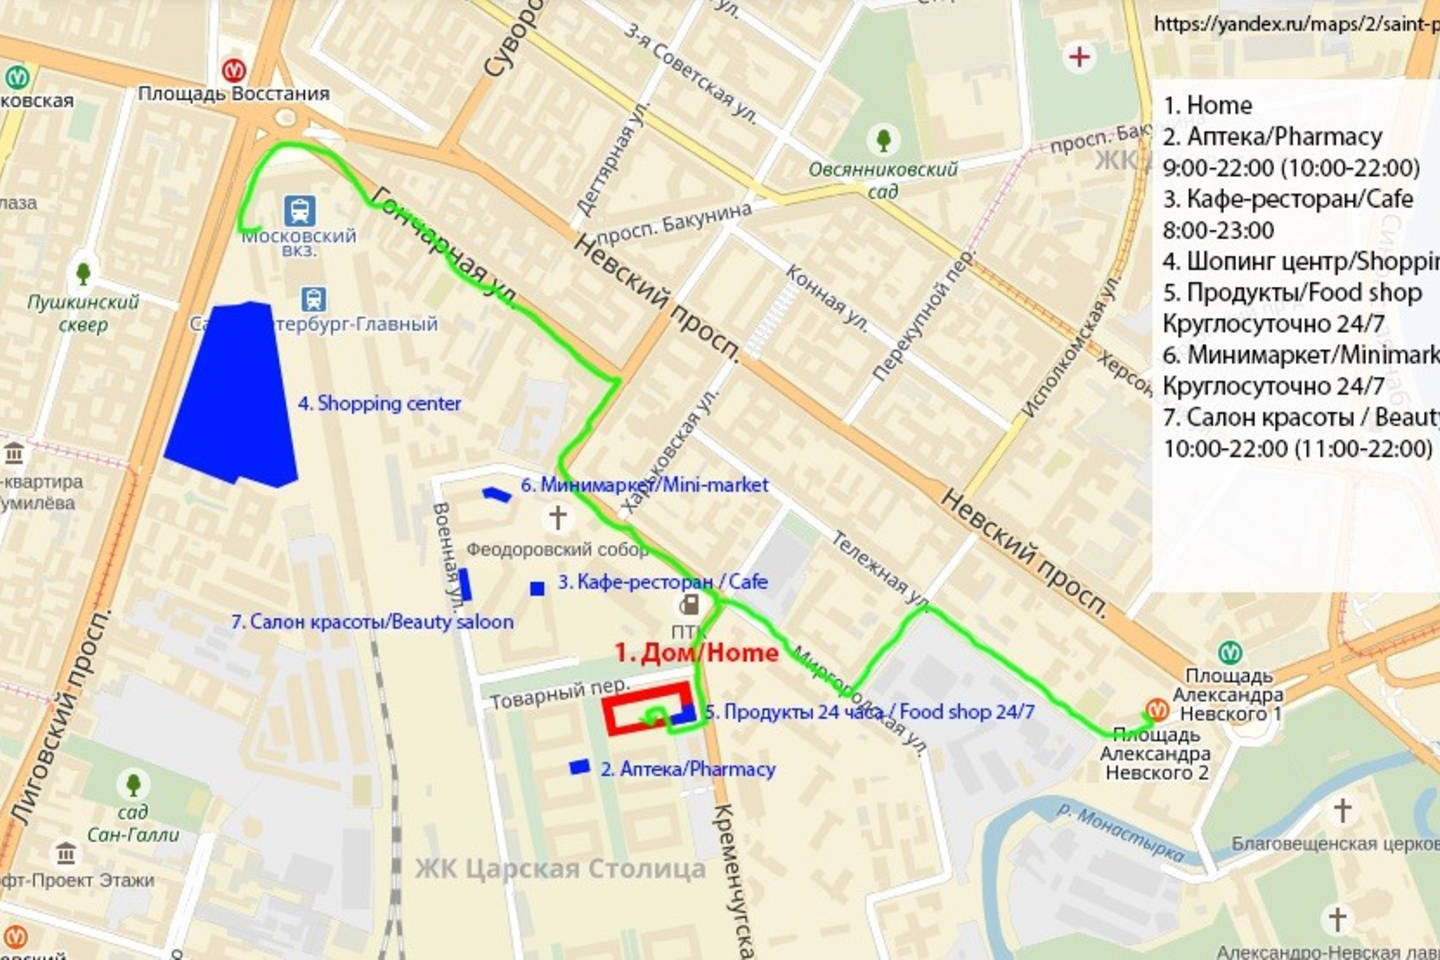 https://yandex.ru/maps/2/saint-p
1. Home
2. Аптека/Pharmacy
9:00-22:00 (10:00-22:00)
3. Кафе-ресторан/Cafe
8:00-23:00
4. Шопинг центр/Shoppin
5. Продукты/Food shop
Круглосуточно 24/7
6. Минимаркет/Minimark
Круглосуточно 24/7
7. Салон красоты / Beauty
10:00-22:00 (11:00-22:00)
ковская
Площадь Восстания
Суворо
3-я Советская ул.
Дегтярная ул.
Овсянниковский
сад
просп. Баку
ЖК
просп. Бакунина
лаза
Московский
вкз.
Гончарная ул.
Невский просп.
Конная ул.
Перекупной пер.
Исполкомская ул.
Херсон
Пушкинский
сквер
Са
тербург-Главный
4. Shopping center
Харьковская ул.
-квартира
умилёва
6. Минимаркет/Mini-market
Невский просп.
Военная ул.
Феодоровский собор
Тележная ул.
3. Кафе-ресторан / Cafe
7. Салон красоты/Beauty saloon
ПТК
1. Дом/Home
Лиговский просп.
Товарный пер.
Миргородская ул.
5. Продукты 24 часа / Food shop 24/7
Площадь
Александра
Невского 1
Площадь
Александра
Невского 2
2. Аптека/Pharmacy
сад
Сан-Галли
Кременчугска
р. Монастырка
Благовещенская церков
фт-Проект Этажи
ЖК Царская Столица
Александро-Невская лав